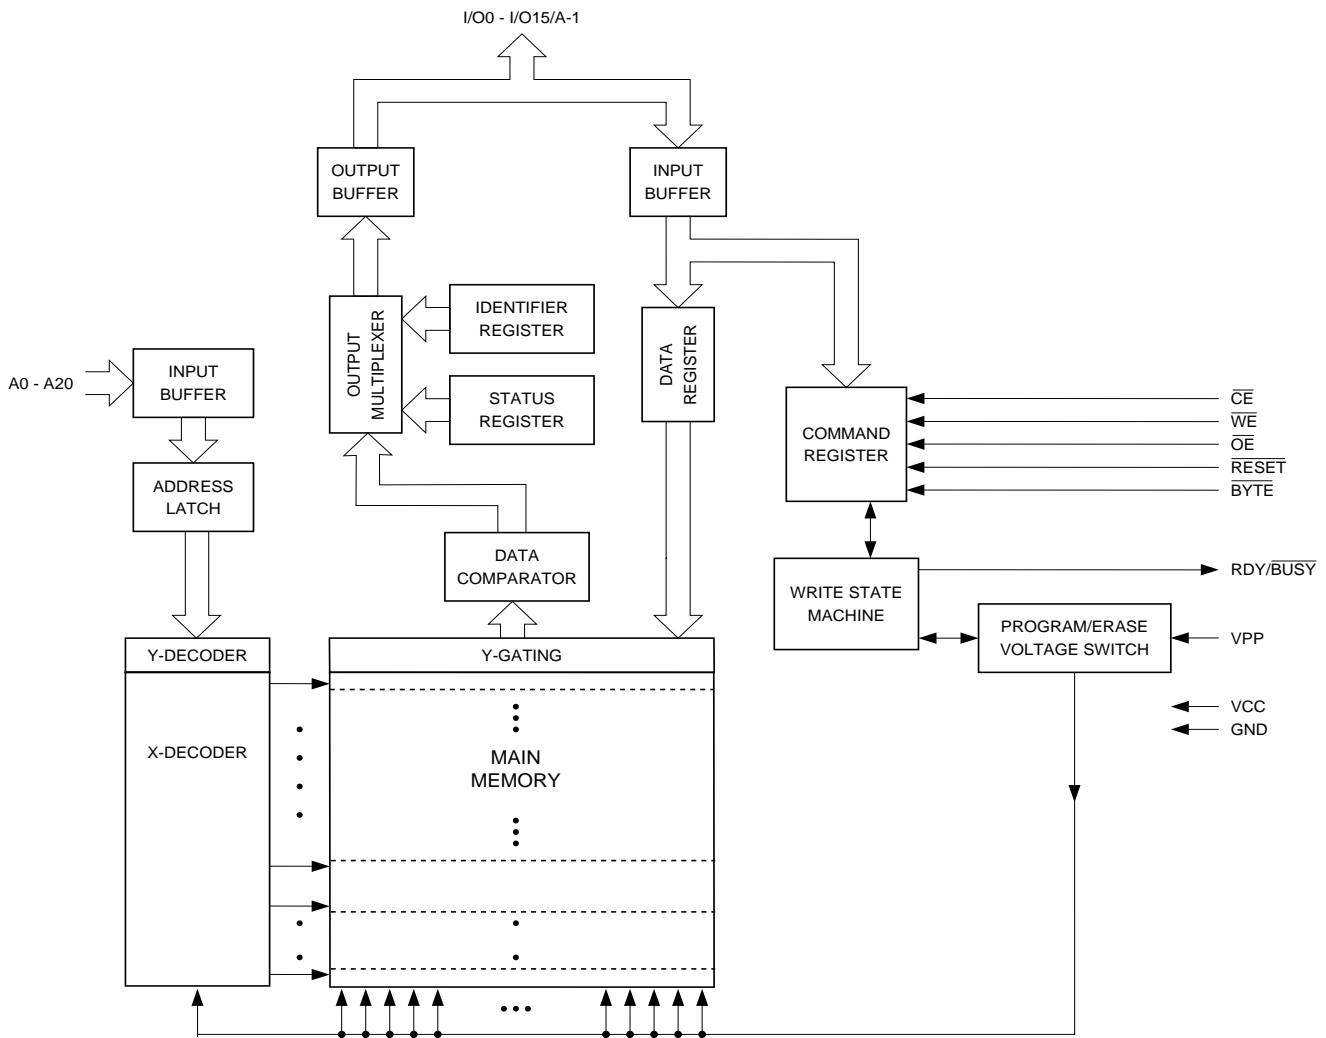 I/O0 - I/O15/A-1
OUTPUT
BUFFER
INPUT
BUFFER
IDENTIFIER
REGISTER
OUTPUT
MULTIPLEXER
DATA
REGISTER
A0 - A20
INPUT
BUFFER
STATUS
REGISTER
COMMAND
REGISTER
CE
WE
OE
RESET
BYTE
ADDRESS
LATCH
DATA
COMPARATOR
WRITE STATE
MACHINE
RDY/BUSY
PROGRAM/ERASE
VOLTAGE SWITCH
VPP
Y-DECODER
Y-GATING
VCC
GND
X-DECODER
MAIN
MEMORY